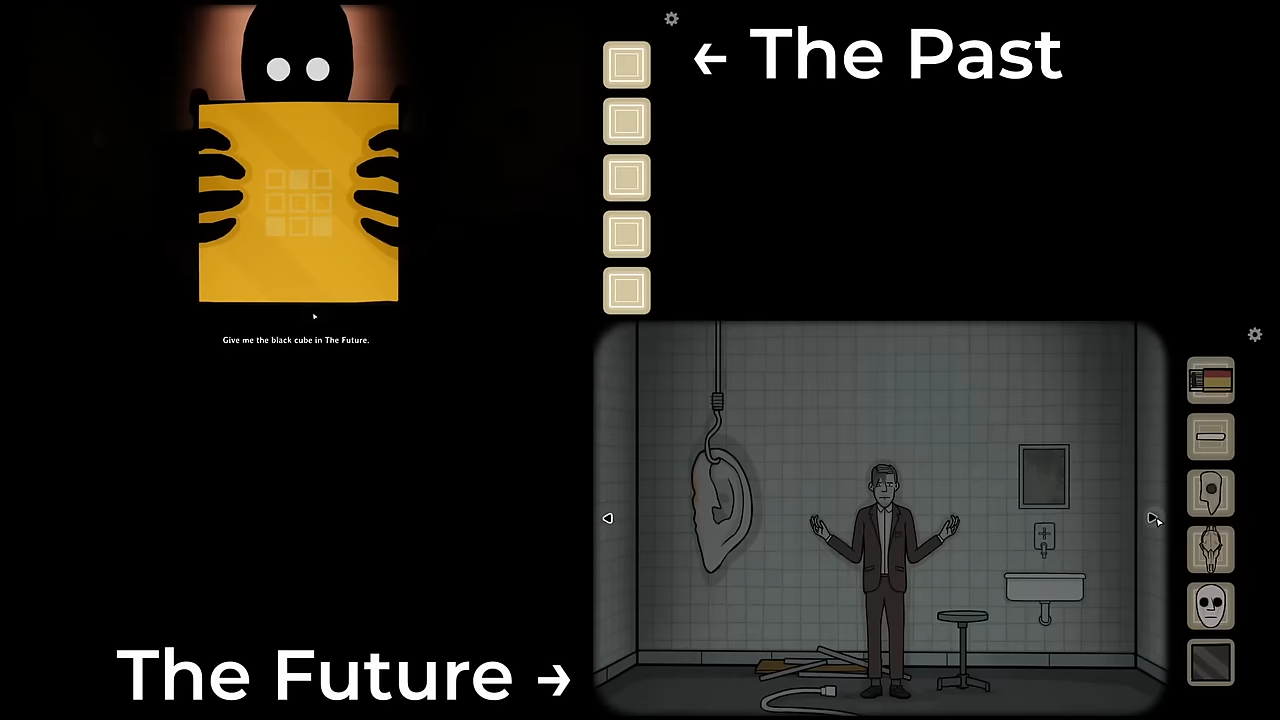 ← The Past
Give me the black cube in The Future.
The Future →